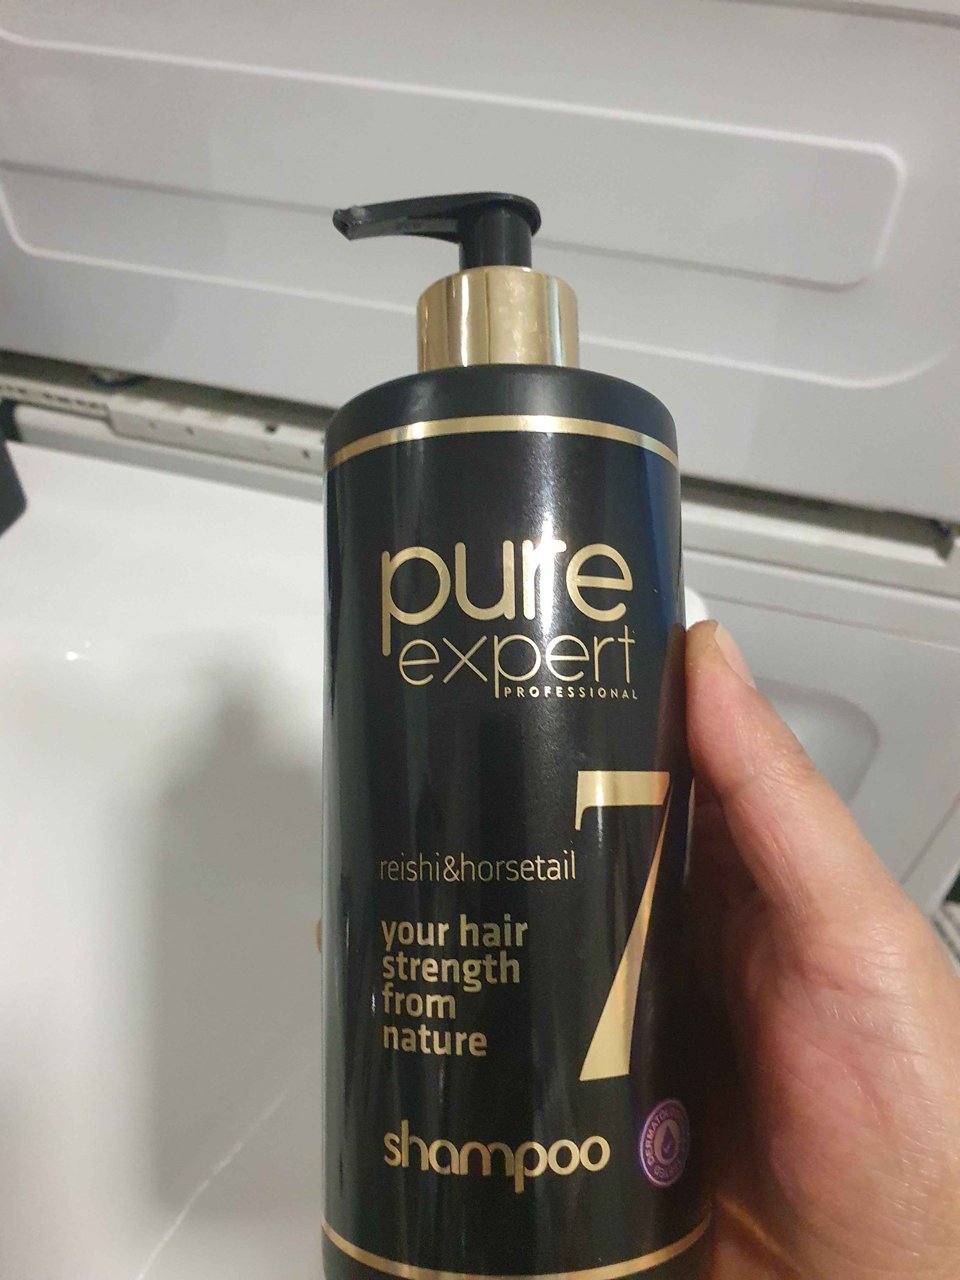 pure
expert
PROFESSIONAL
7
reishi&horsetail
your hair
strength
from
nature
shampoo